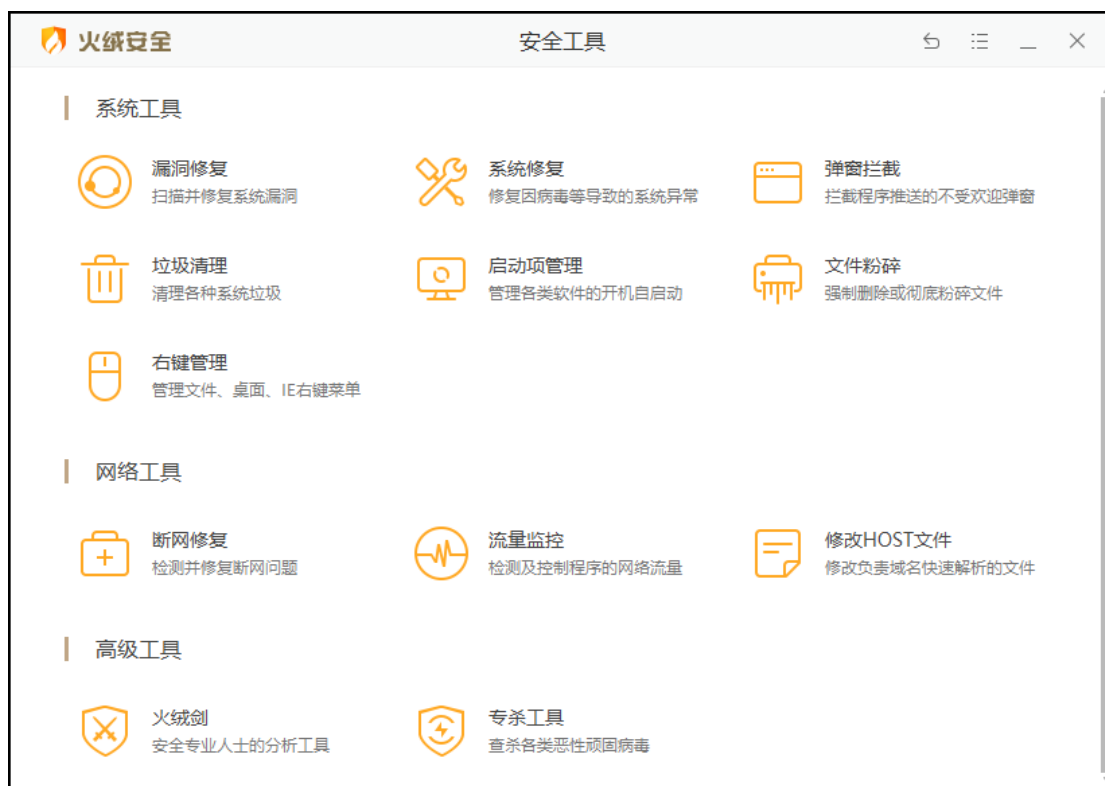 火绒安全
安全工具
系统工具
漏洞修复
扫描并修复系统漏洞
系统修复
修复因病毒等导致的系统异常
弹窗拦截
拦截程序推送的不受欢迎弹窗
垃圾清理
清理各种系统垃圾
启动项管理
管理各类软件的开机自启动
文件粉碎
强制删除或彻底粉碎文件
右键管理
管理文件、桌面、IE右键菜单
网络工具
断网修复
检测并修复断网问题
流量监控
检测及控制程序的网络流量
修改HOST文件
修改负责域名快速解析的文件
高级工具
火绒剑
安全专业人士的分析工具
专杀工具
查杀各类恶性顽固病毒